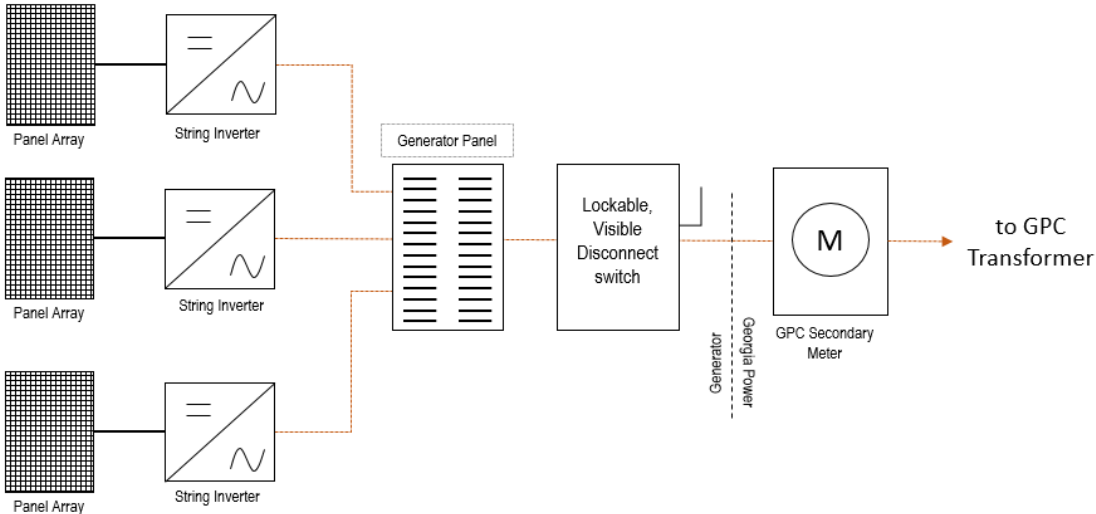 Panel Array
String Inverter
Generator Panel
Lockable,
Visible
Disconnect
switch
M
to GPC
Transformer
Panel Array
String Inverter
Generator
Georgia Power
GPC Secondary
Meter
Panel Array
String Inverter